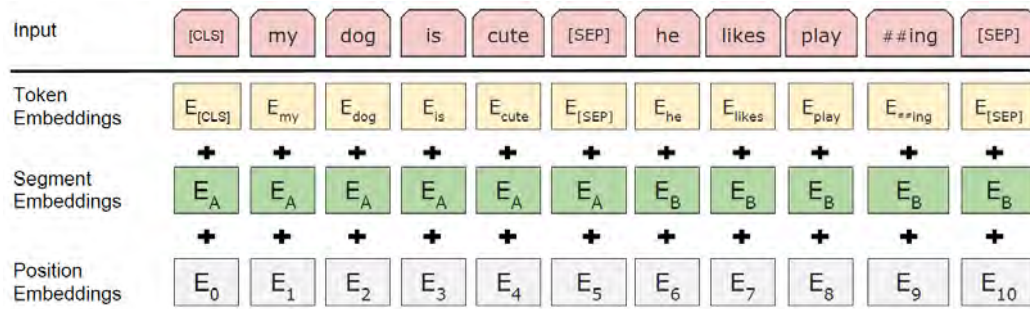 Input [CLS] my dog is cute [SEP] he likes play ##ing [SEP]
Token
Embeddings
E[CLS] Emy Edog Eis Ecute E[SEP] Ehe Elikes Eplay E##ing E[SEP]
+ + + + + + + + + + +
Segment
Embeddings
EA EA EA EA EA EA EB EB EB EB EB
+ + + + + + + + + + +
Position
Embeddings
E0 E1 E2 E3 E4 E5 E6 E7 E8 E9 E10